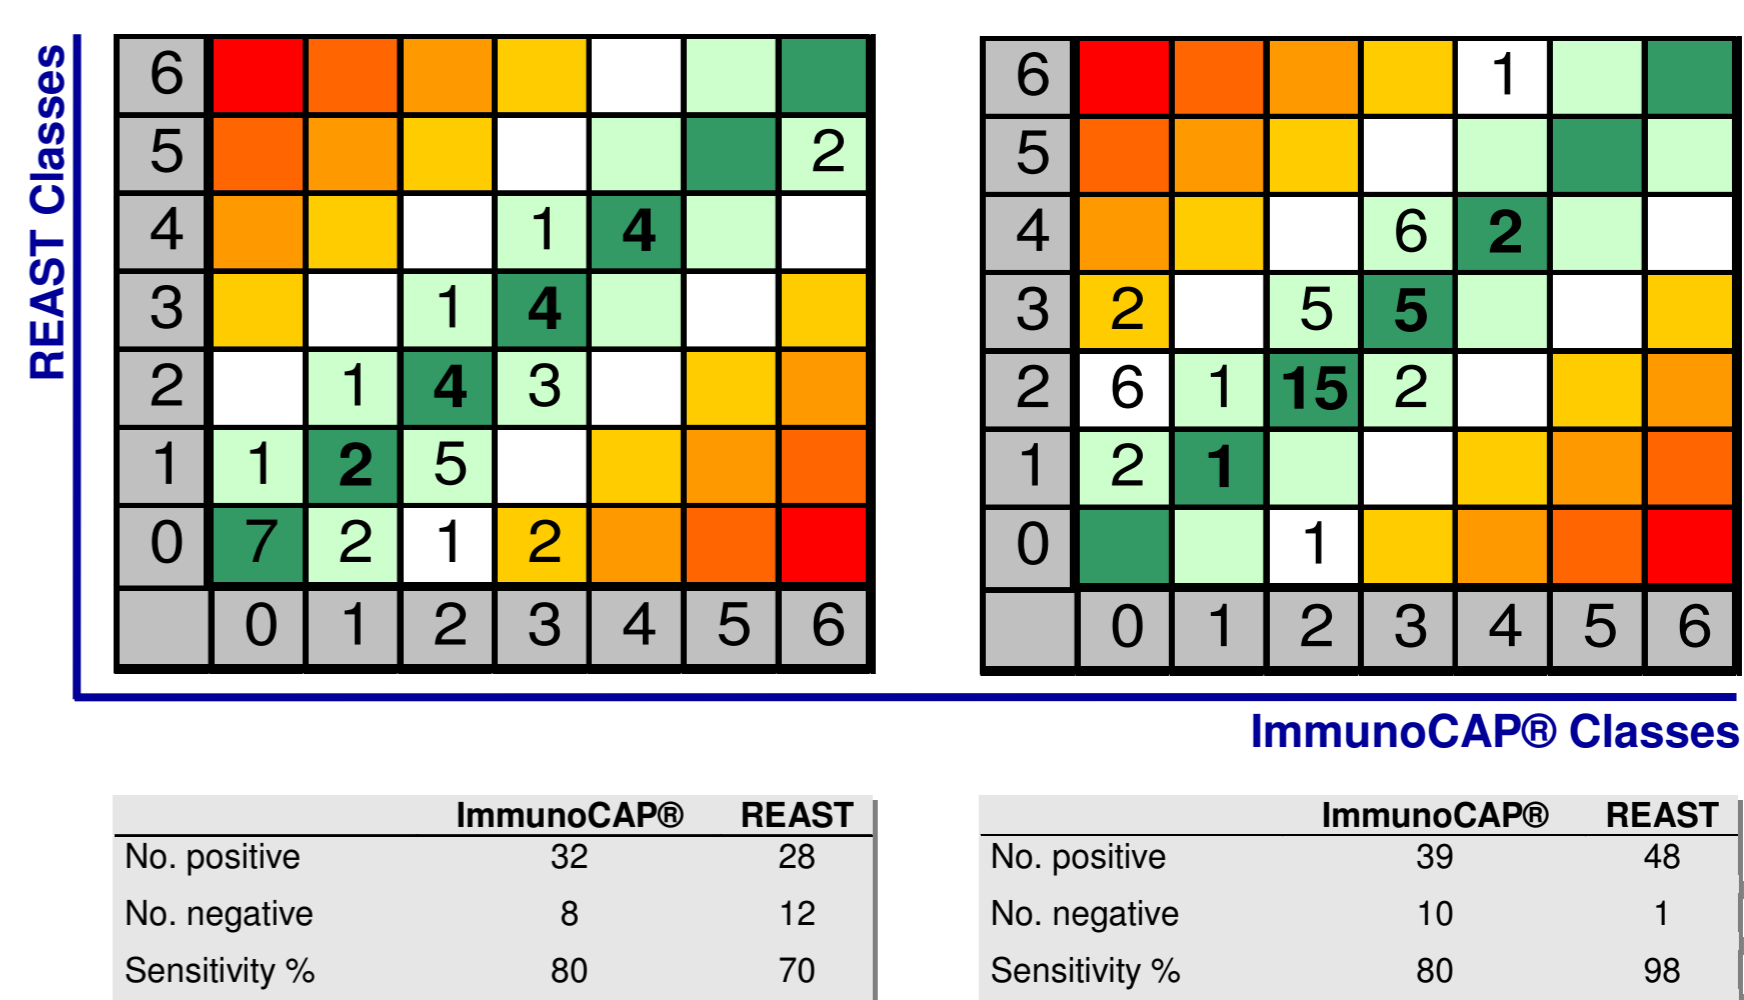 REAST Classes
6
5 2
4 1 4
3 1 4
2 1 4 3
1 1 2 5
0 7 2 1 2
0 1 2 3 4 5 6
6 1
5
4 6 2
3 2 5 5
2 6 1 15 2
1 2 1
0 1
0 1 2 3 4 5 6
ImmunoCAP® Classes
ImmunoCAP® REAST
No. positive 32 28
No. negative 8 12
Sensitivity % 80 70
ImmunoCAP® REAST
No. positive 39 48
No. negative 10 1
Sensitivity % 80 98